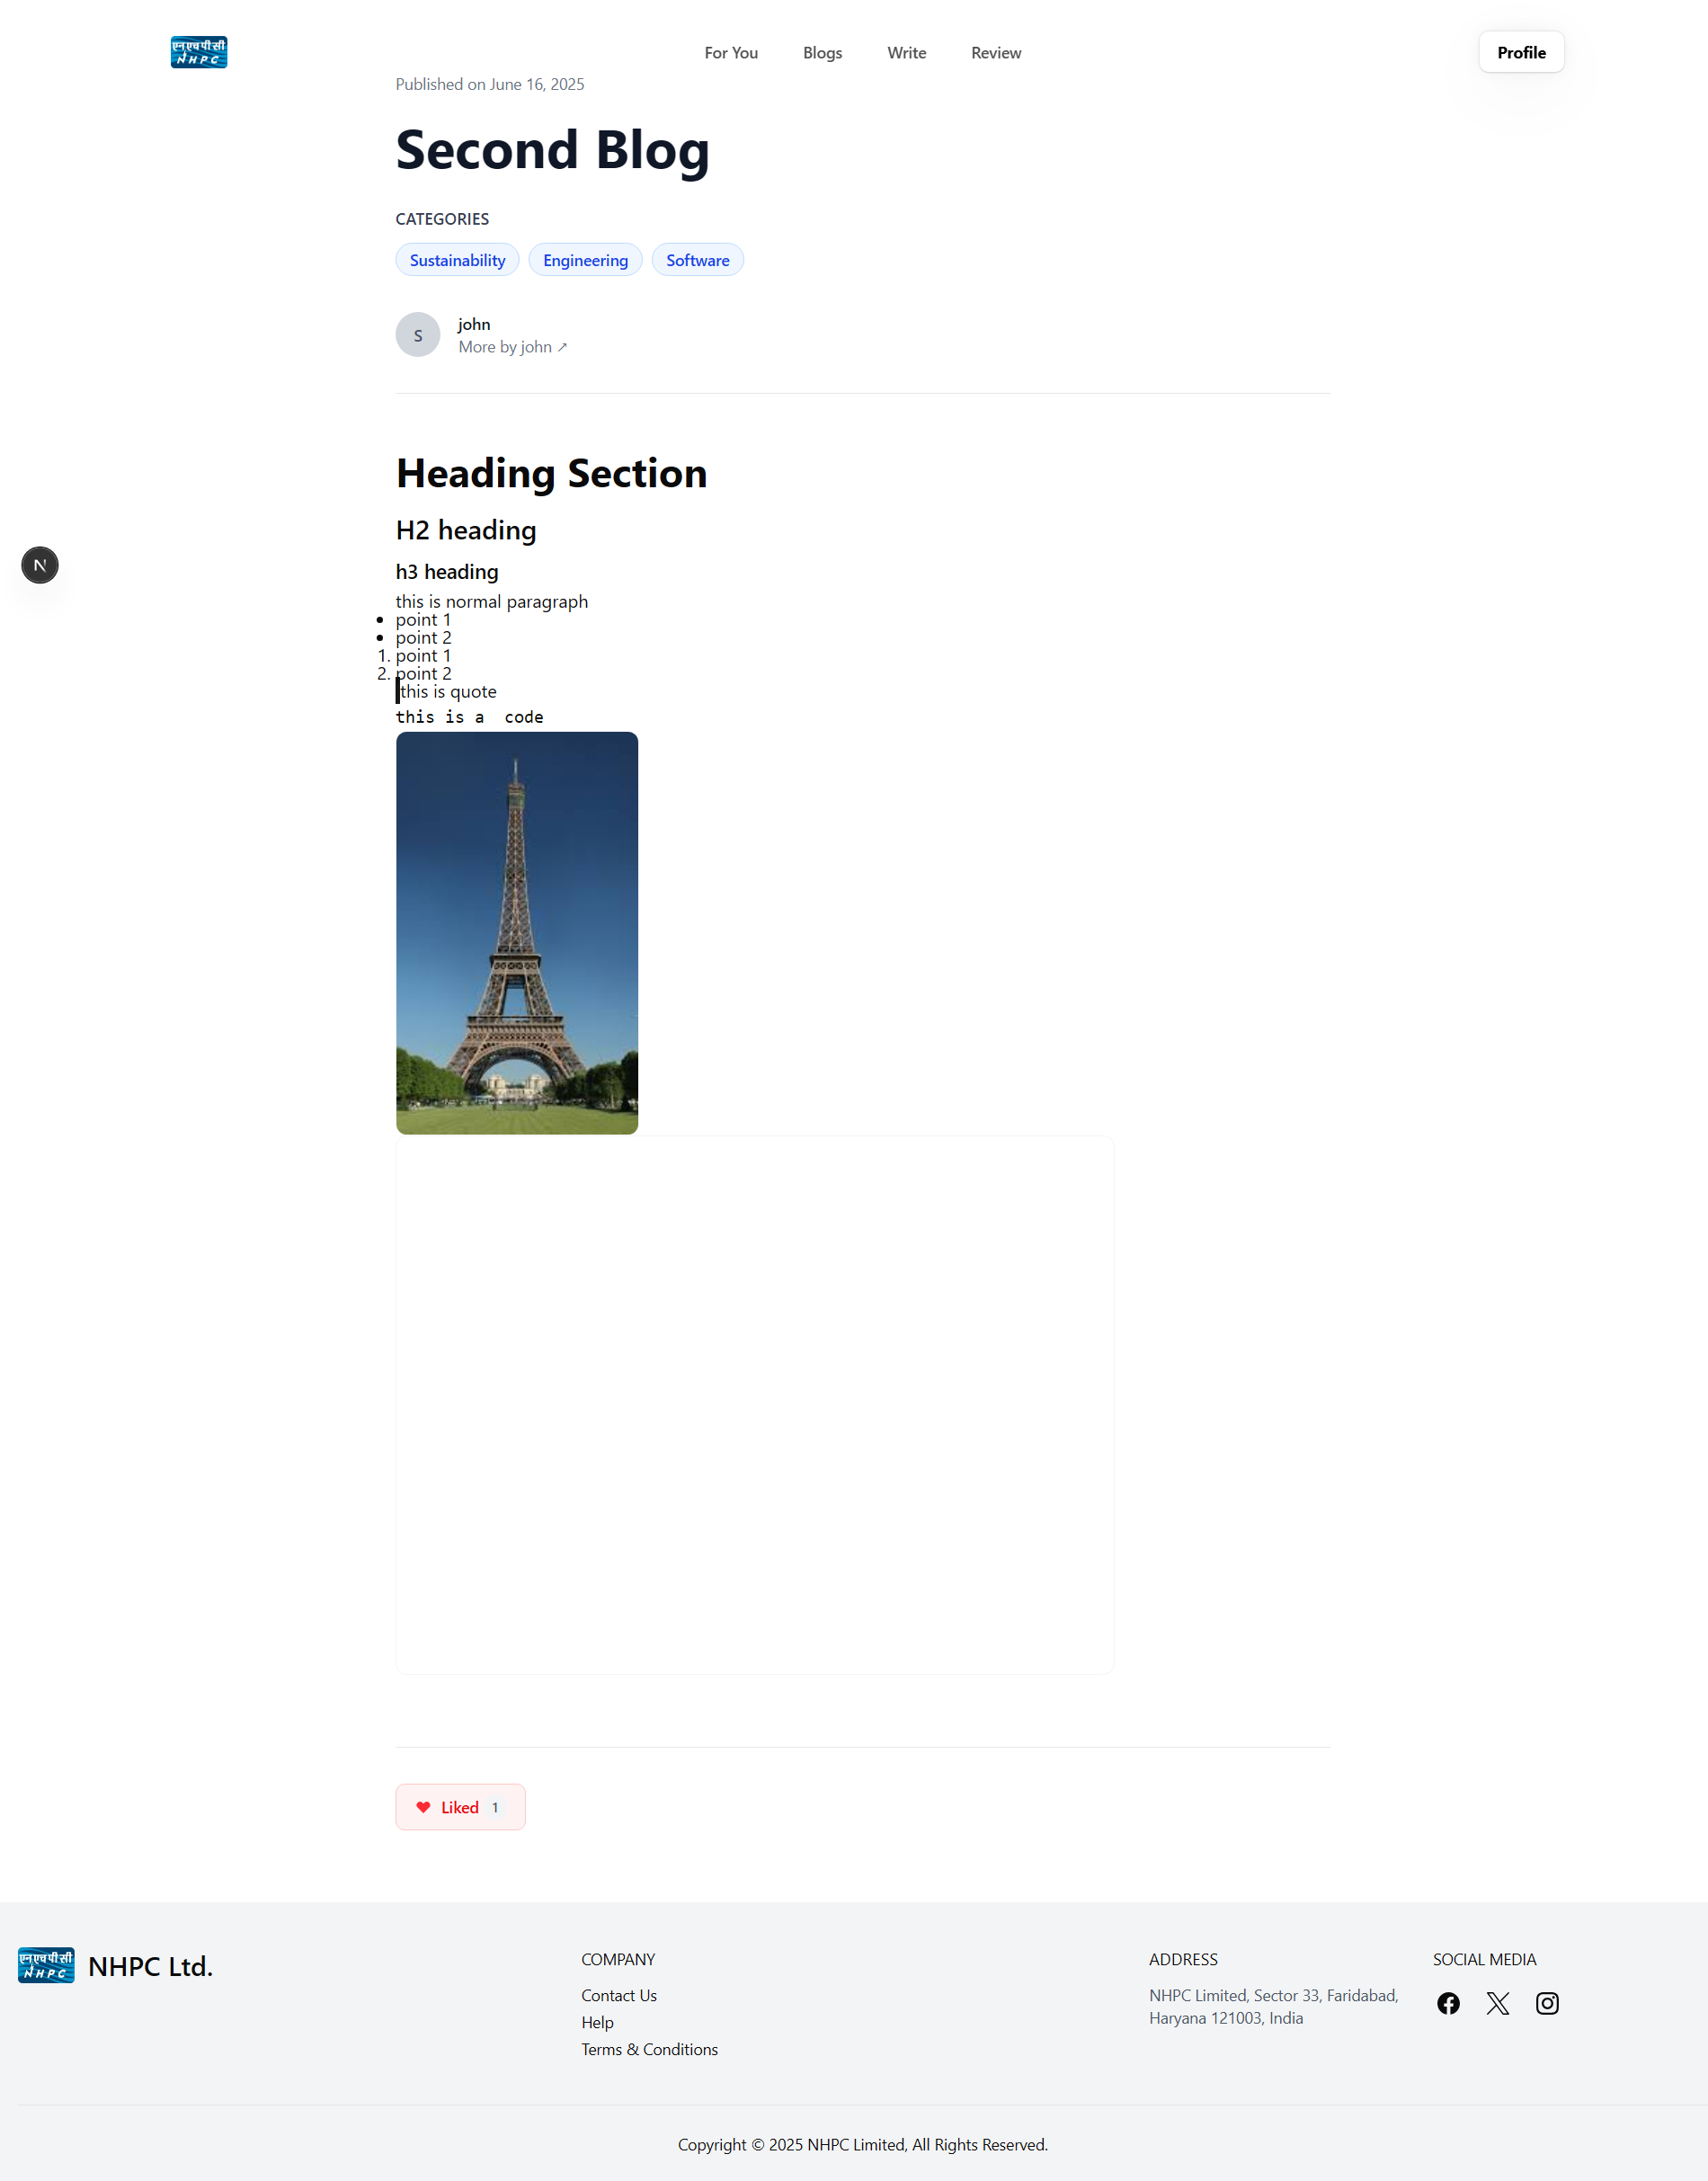 एनएचपीसी
NHPC
For You
Blogs
Write
Review
Profile
Published on June 16, 2025
Second Blog
CATEGORIES
Sustainability
Engineering
Software
S
john
More by john ↗
Heading Section
H2 heading
h3 heading
N
this is normal paragraph
• point 1
• point 2
1. point 1
2. point 2
this is quote
this is a  code
Liked 1
एनएचपीसी
NHPC
NHPC Ltd.
COMPANY
Contact Us
Help
Terms & Conditions
ADDRESS
NHPC Limited, Sector 33, Faridabad,
Haryana 121003, India
SOCIAL MEDIA
Copyright © 2025 NHPC Limited, All Rights Reserved.